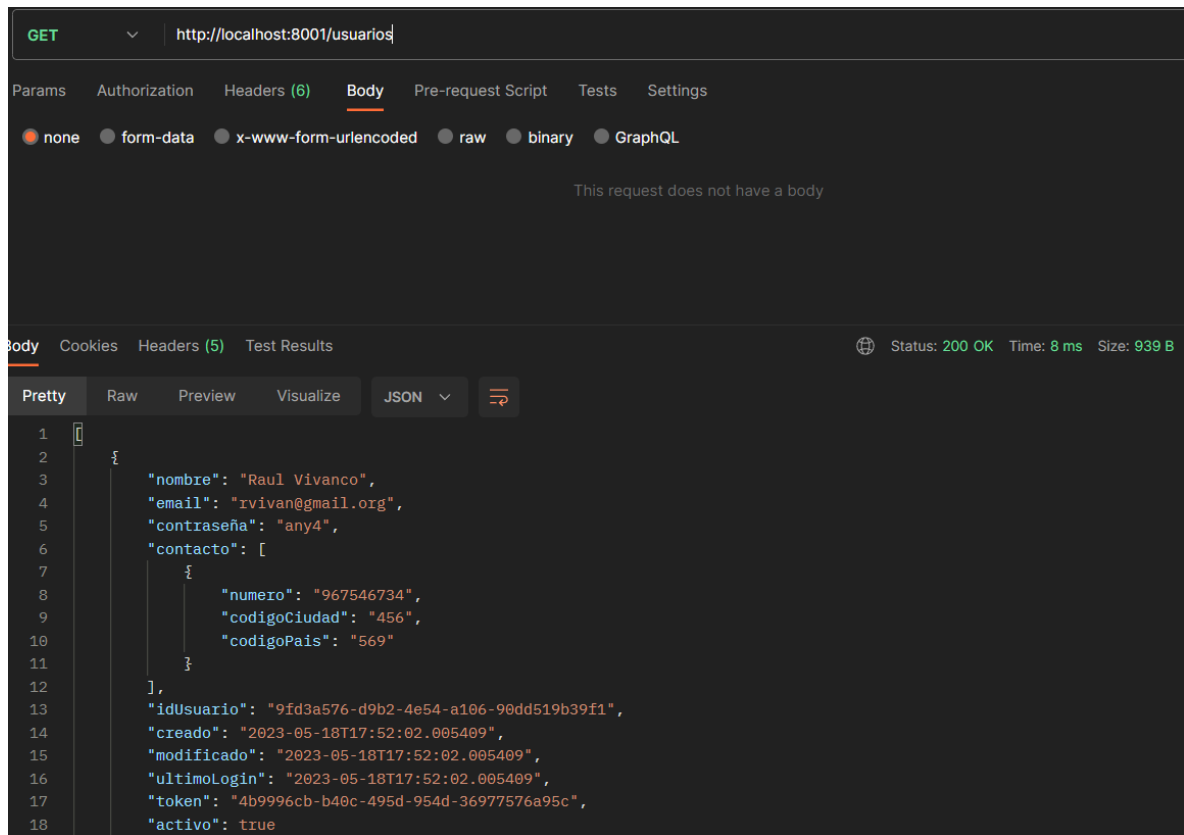 GET http://localhost:8001/usuarios
Params Authorization Headers (6) Body Pre-request Script Tests Settings
none form-data x-www-form-urlencoded raw binary GraphQL
This request does not have a body
Body Cookies Headers (5) Test Results Status: 200 OK Time: 8 ms Size: 939 B
Pretty Raw Preview Visualize JSON
1 [
2 {
3 "nombre": "Raul Vivanco",
4 "email": "rvivan@gmail.org",
5 "contraseña": "any4",
6 "contacto": [
7 {
8 "numero": "967546734",
9 "codigoCiudad": "456",
10 "codigoPais": "569"
11 }
12 ],
13 "idUsuario": "9fd3a576-d9b2-4e54-a106-90dd519b39f1",
14 "creado": "2023-05-18T17:52:02.005409",
15 "modificado": "2023-05-18T17:52:02.005409",
16 "ultimoLogin": "2023-05-18T17:52:02.005409",
17 "token": "4b9996cb-b40c-495d-954d-36977576a95c",
18 "activo": true